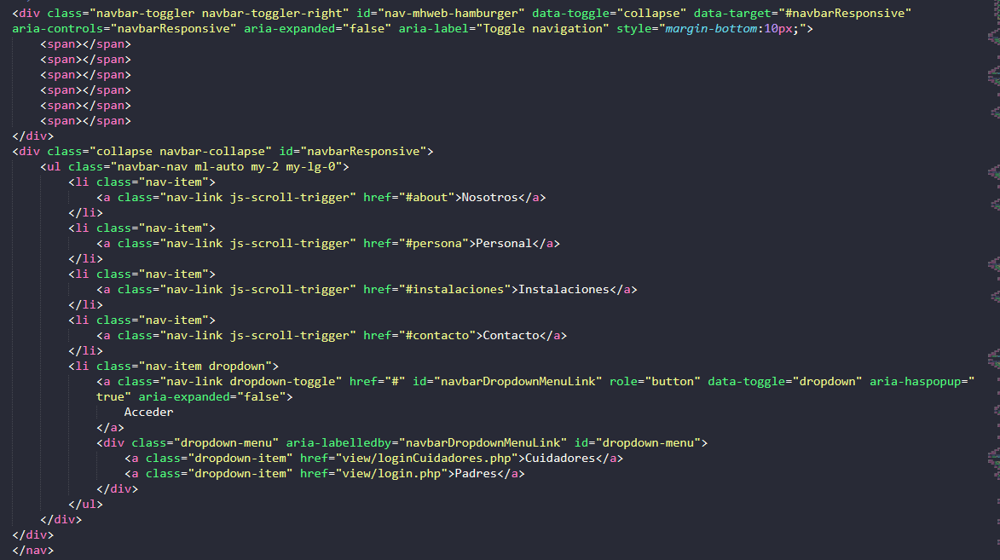 <div class="navbar-toggler navbar-toggler-right" id="nav-mhweb-hamburger" data-toggle="collapse" data-target="#navbarResponsive"
aria-controls="navbarResponsive" aria-expanded="false" aria-label="Toggle navigation" style="margin-bottom:10px;">
<span></span>
<span></span>
<span></span>
<span></span>
<span></span>
<span></span>
</div>
<div class="collapse navbar-collapse" id="navbarResponsive">
<ul class="navbar-nav ml-auto my-2 my-lg-0">
<li class="nav-item">
<a class="nav-link js-scroll-trigger" href="#about">Nosotros</a>
</li>
<li class="nav-item">
<a class="nav-link js-scroll-trigger" href="#persona">Personal</a>
</li>
<li class="nav-item">
<a class="nav-link js-scroll-trigger" href="#instalaciones">Instalaciones</a>
</li>
<li class="nav-item">
<a class="nav-link js-scroll-trigger" href="#contacto">Contacto</a>
</li>
<li class="nav-item dropdown">
<a class="nav-link dropdown-toggle" href="#" id="navbarDropdownMenuLink" role="button" data-toggle="dropdown" aria-haspopup="
true" aria-expanded="false">
Acceder
</a>
<div class="dropdown-menu" aria-labelledby="navbarDropdownMenuLink" id="dropdown-menu">
<a class="dropdown-item" href="view/loginCuidadores.php">Cuidadores</a>
<a class="dropdown-item" href="view/login.php">Padres</a>
</div>
</ul>
</div>
</div>
</nav>